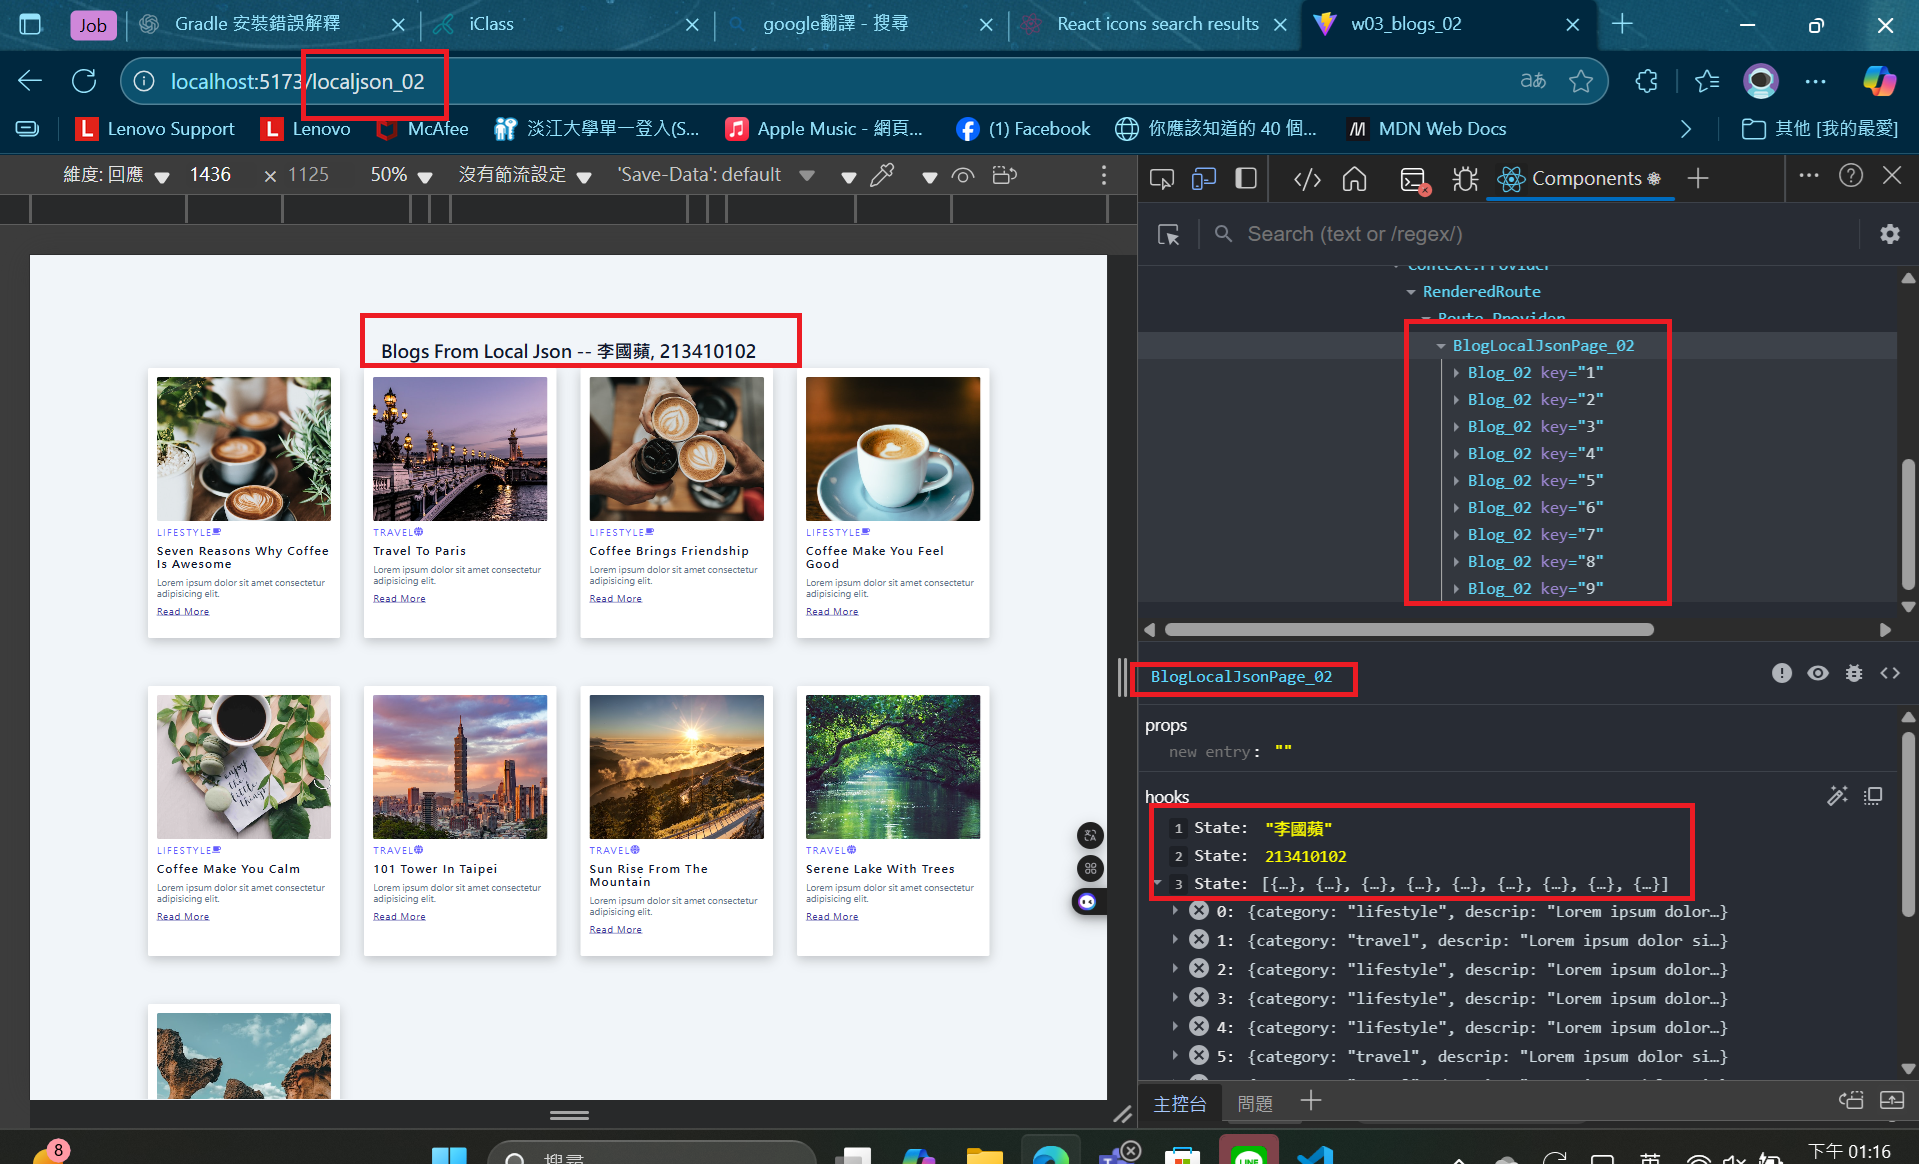 Job
Gradle 安裝錯誤解釋
iClass
google翻譯 - 搜尋
React icons search results
w03_blogs_02
localhost:5173/localjson_02
Lenovo Support
Lenovo
McAfee
淡江大學單一登入(S...
Apple Music - 網頁...
(1) Facebook
你應該知道的 40 個...
MDN Web Docs
其他 [我的最愛]
維度: 回應
1436
×
1125
50%
沒有節流設定
'Save-Data': default
Components
Search (text or /regex/)
Context.Provider
RenderedRoute
Route.Provider
BlogLocalJsonPage_02
Blog_02 key="1"
Blog_02 key="2"
Blog_02 key="3"
Blog_02 key="4"
Blog_02 key="5"
Blog_02 key="6"
Blog_02 key="7"
Blog_02 key="8"
Blog_02 key="9"
BlogLocalJsonPage_02
props
new entry: ""
hooks
1 State: "李國蘋"
2 State: 213410102
3 State: [{…}, {…}, {…}, {…}, {…}, {…}, {…}, {…}, {…}]
0: {category: "lifestyle", descrip: "Lorem ipsum dolor…}
1: {category: "travel", descrip: "Lorem ipsum dolor si…}
2: {category: "lifestyle", descrip: "Lorem ipsum dolor…}
3: {category: "lifestyle", descrip: "Lorem ipsum dolor…}
4: {category: "lifestyle", descrip: "Lorem ipsum dolor…}
5: {category: "travel", descrip: "Lorem ipsum dolor si…}
主控台
問題
Blogs From Local Json -- 李國蘋, 213410102
LIFESTYLE
Seven Reasons Why Coffee
Is Awesome
Lorem ipsum dolor sit amet consectetur
adipisicing elit.
Read More
TRAVEL
Travel To Paris
Lorem ipsum dolor sit amet consectetur
adipisicing elit.
Read More
LIFESTYLE
Coffee Brings Friendship
Lorem ipsum dolor sit amet consectetur
adipisicing elit.
Read More
LIFESTYLE
Coffee Make You Feel
Good
Lorem ipsum dolor sit amet consectetur
adipisicing elit.
Read More
enjoy
the
little
things
LIFESTYLE
Coffee Make You Calm
Lorem ipsum dolor sit amet consectetur
adipisicing elit.
Read More
TRAVEL
101 Tower In Taipei
Lorem ipsum dolor sit amet consectetur
adipisicing elit.
Read More
TRAVEL
Sun Rise From The
Mountain
Lorem ipsum dolor sit amet consectetur
adipisicing elit.
Read More
TRAVEL
Serene Lake With Trees
Lorem ipsum dolor sit amet consectetur
adipisicing elit.
Read More
8
搜尋
LINE
英
下午 01:16